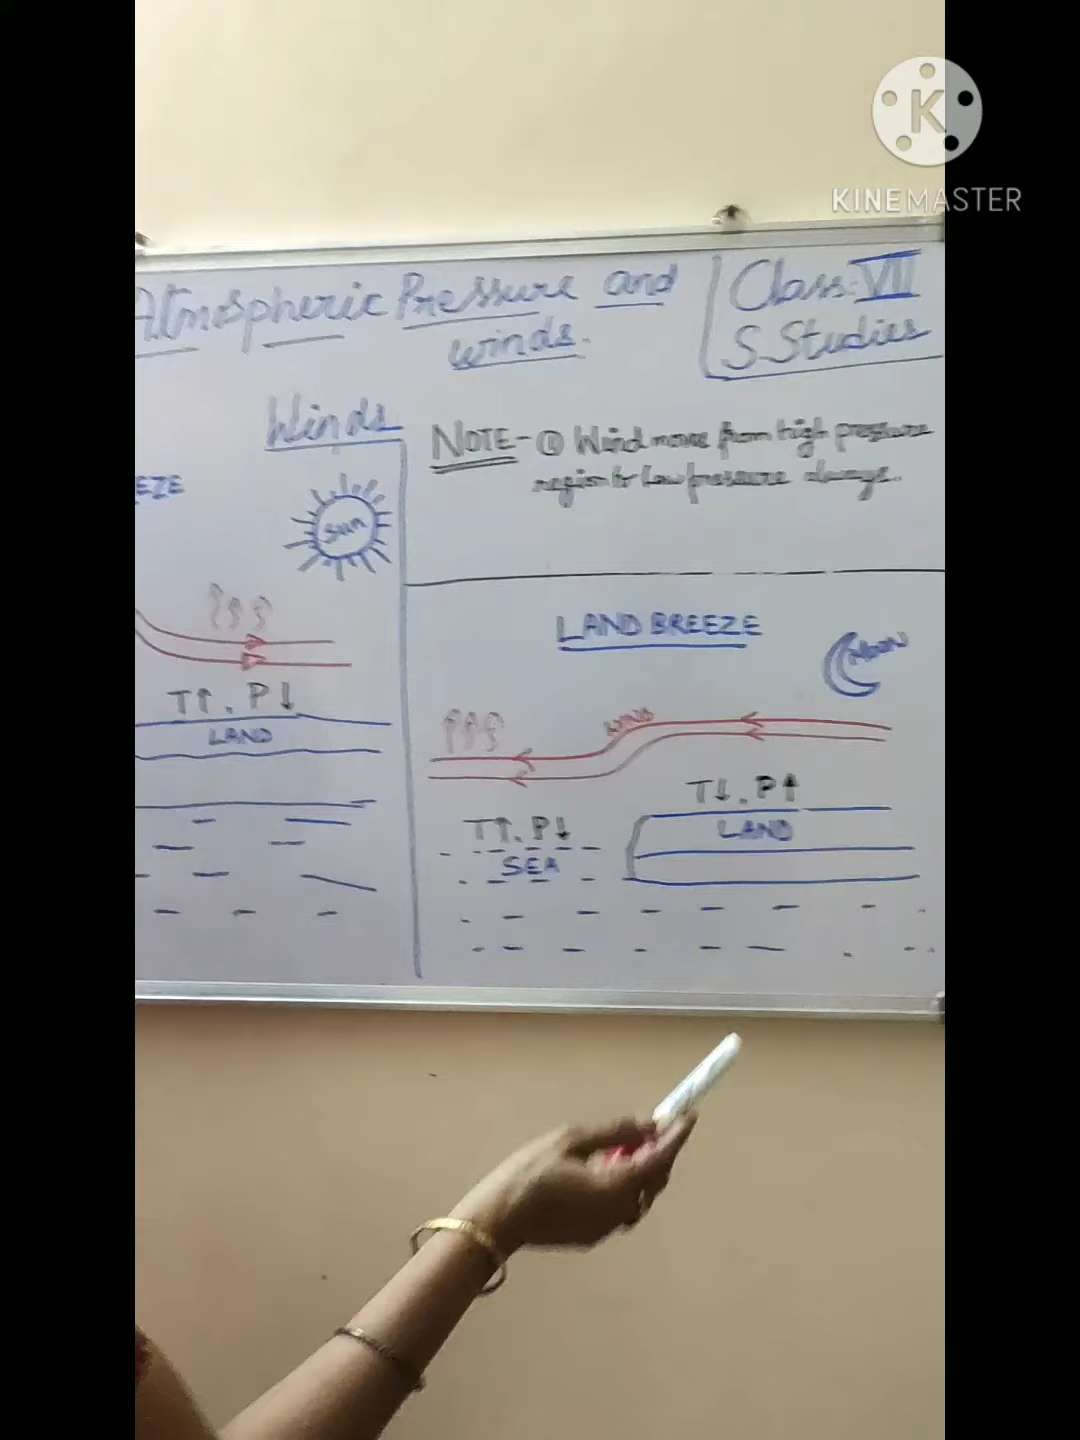 KINEMASTER
Atmospheric Pressure and
winds.
Class:-VII
S.Studies
Winds
NOTE- ① Wind move from high pressure
region to Low pressure always.
EZE
Sun
T↑. P↓
LAND
LAND BREEZE
MOON
WIND
T↓. P↑
LAND
T↑. P↓
SEA